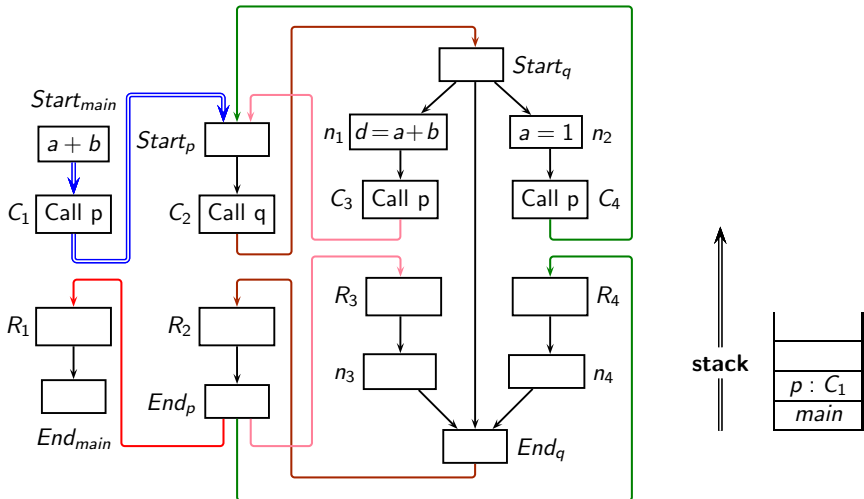 Start_q
Start_main
n_1 d = a+b
a = 1 n_2
a + b
Start_p
C_1 Call p
C_2 Call q
C_3 Call p
Call p C_4
R_1
R_2
R_3
R_4
n_3
n_4
stack
p : C_1
main
End_p
End_main
End_q